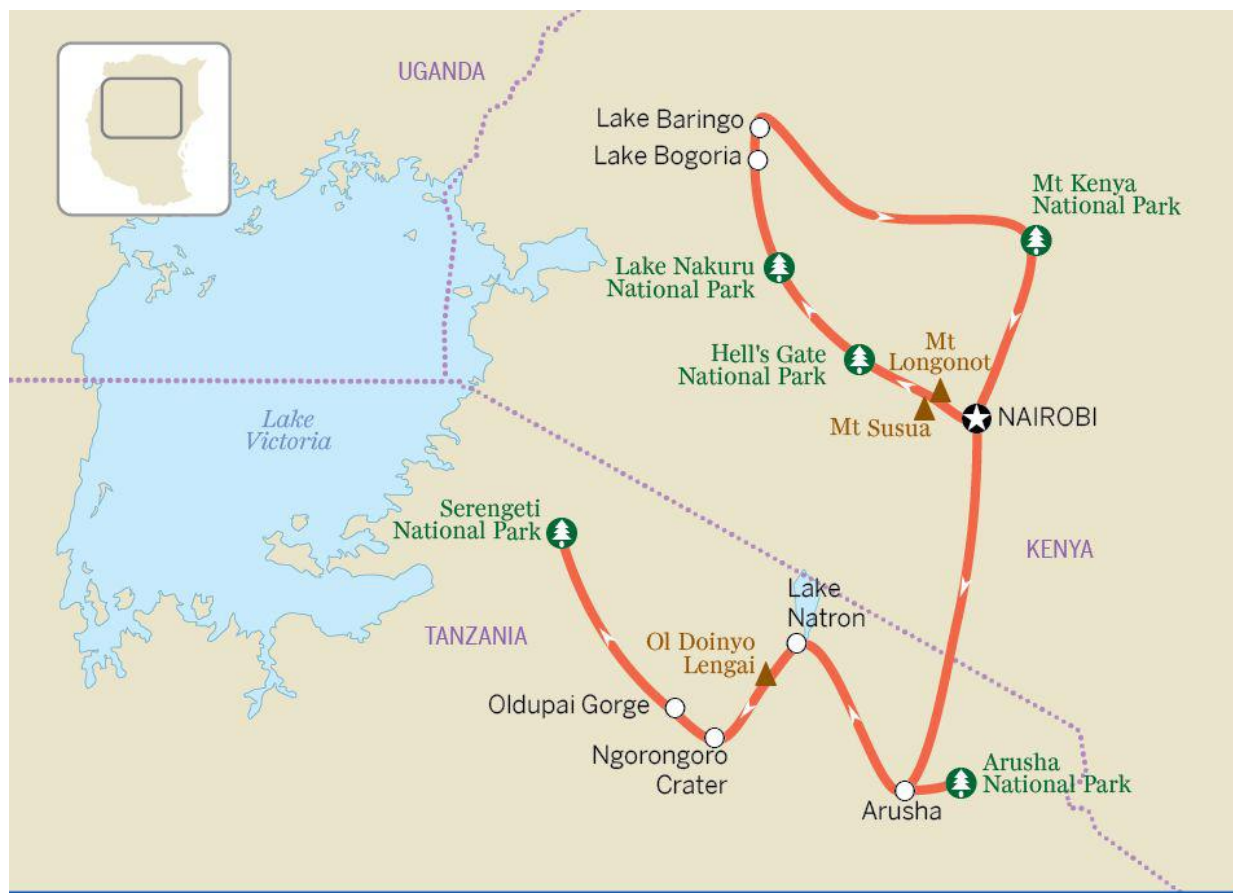 UGANDA
Lake Baringo
Lake Bogoria
Mt Kenya
National Park
Lake Nakuru
National Park
Mt
Longonot
Hell's Gate
National Park
Mt Susua
NAIROBI
Lake
Victoria
Serengeti
National Park
KENYA
Lake
Natron
TANZANIA
Ol Doinyo
Lengai
Oldupai Gorge
Ngorongoro
Crater
Arusha
National Park
Arusha